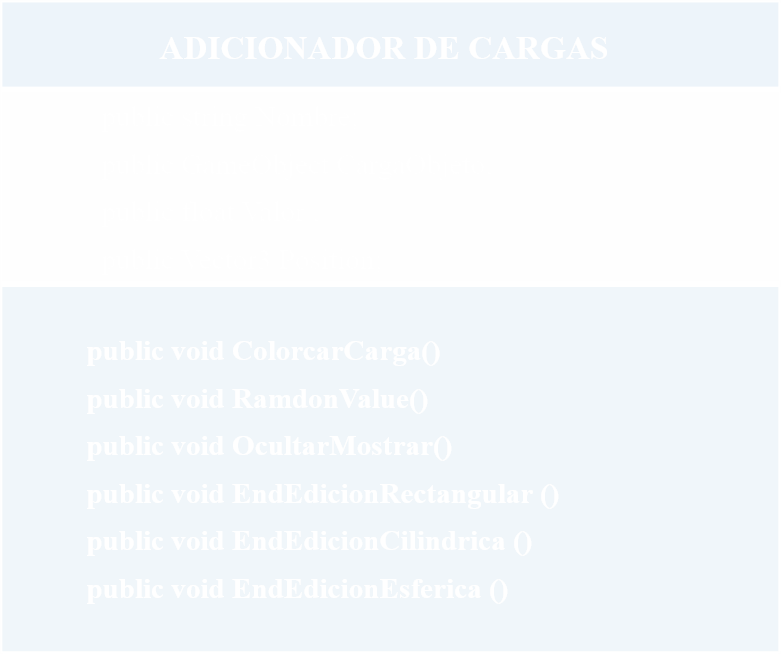 ADICIONADOR DE CARGAS
public void ColorcarCarga()
public void RamdonValue()
public void OcultarMostrar()
public void EndEdicionRectangular ()
public void EndEdicionCilindrica ()
public void EndEdicionEsferica ()